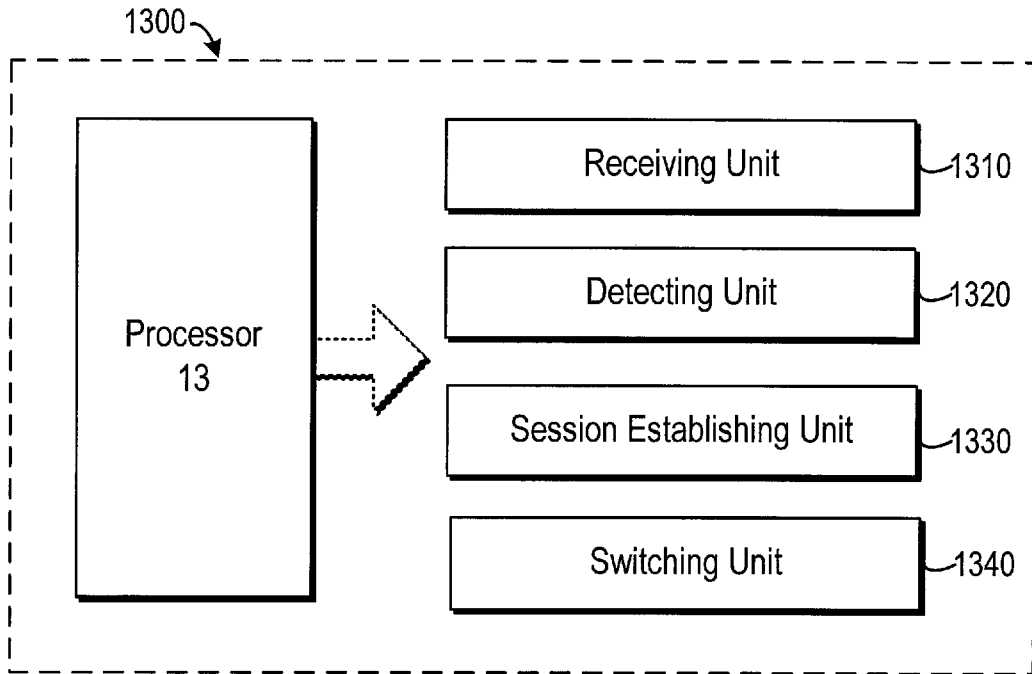 1300
Receiving Unit
1310
Detecting Unit
1320
Processor
13
Session Establishing Unit
1330
Switching Unit
1340